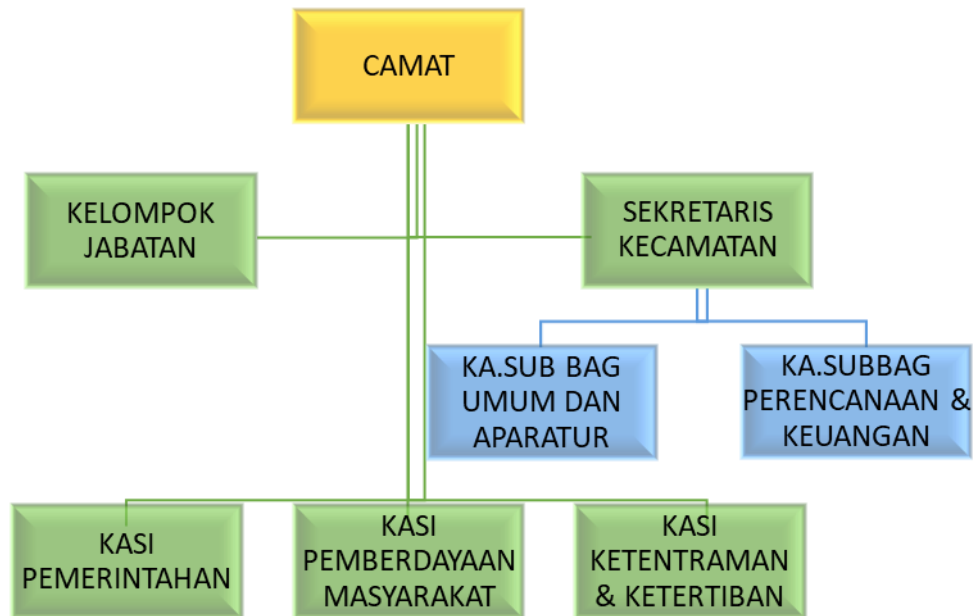 CAMAT
KELOMPOK
JABATAN
SEKRETARIS
KECAMATAN
KA.SUB BAG
UMUM DAN
APARATUR
KA.SUBBAG
PERENCANAAN &
KEUANGAN
KASI
PEMERINTAHAN
KASI
PEMBERDAYAAN
MASYARAKAT
KASI
KETENTRAMAN
& KETERTIBAN